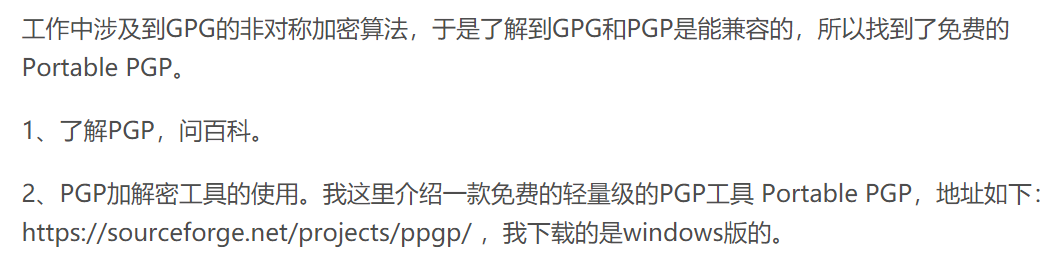 工作中涉及到GPG的非对称加密算法，于是了解到GPG和PGP是能兼容的，所以找到了免费的
Portable PGP。
1、了解PGP，问百科。
2、PGP加解密工具的使用。我这里介绍一款免费的轻量级的PGP工具 Portable PGP，地址如下：
https://sourceforge.net/projects/ppgp/ ，我下载的是windows版的。